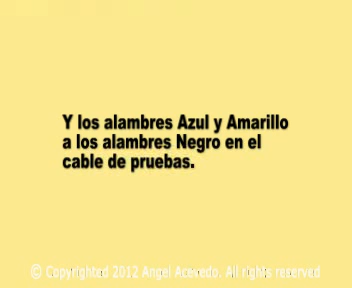 Y los alambres Azul y Amarillo
a los alambres Negro en el
cable de pruebas.
© Copyrighted 2012 Angel Acevedo. All rights reserved